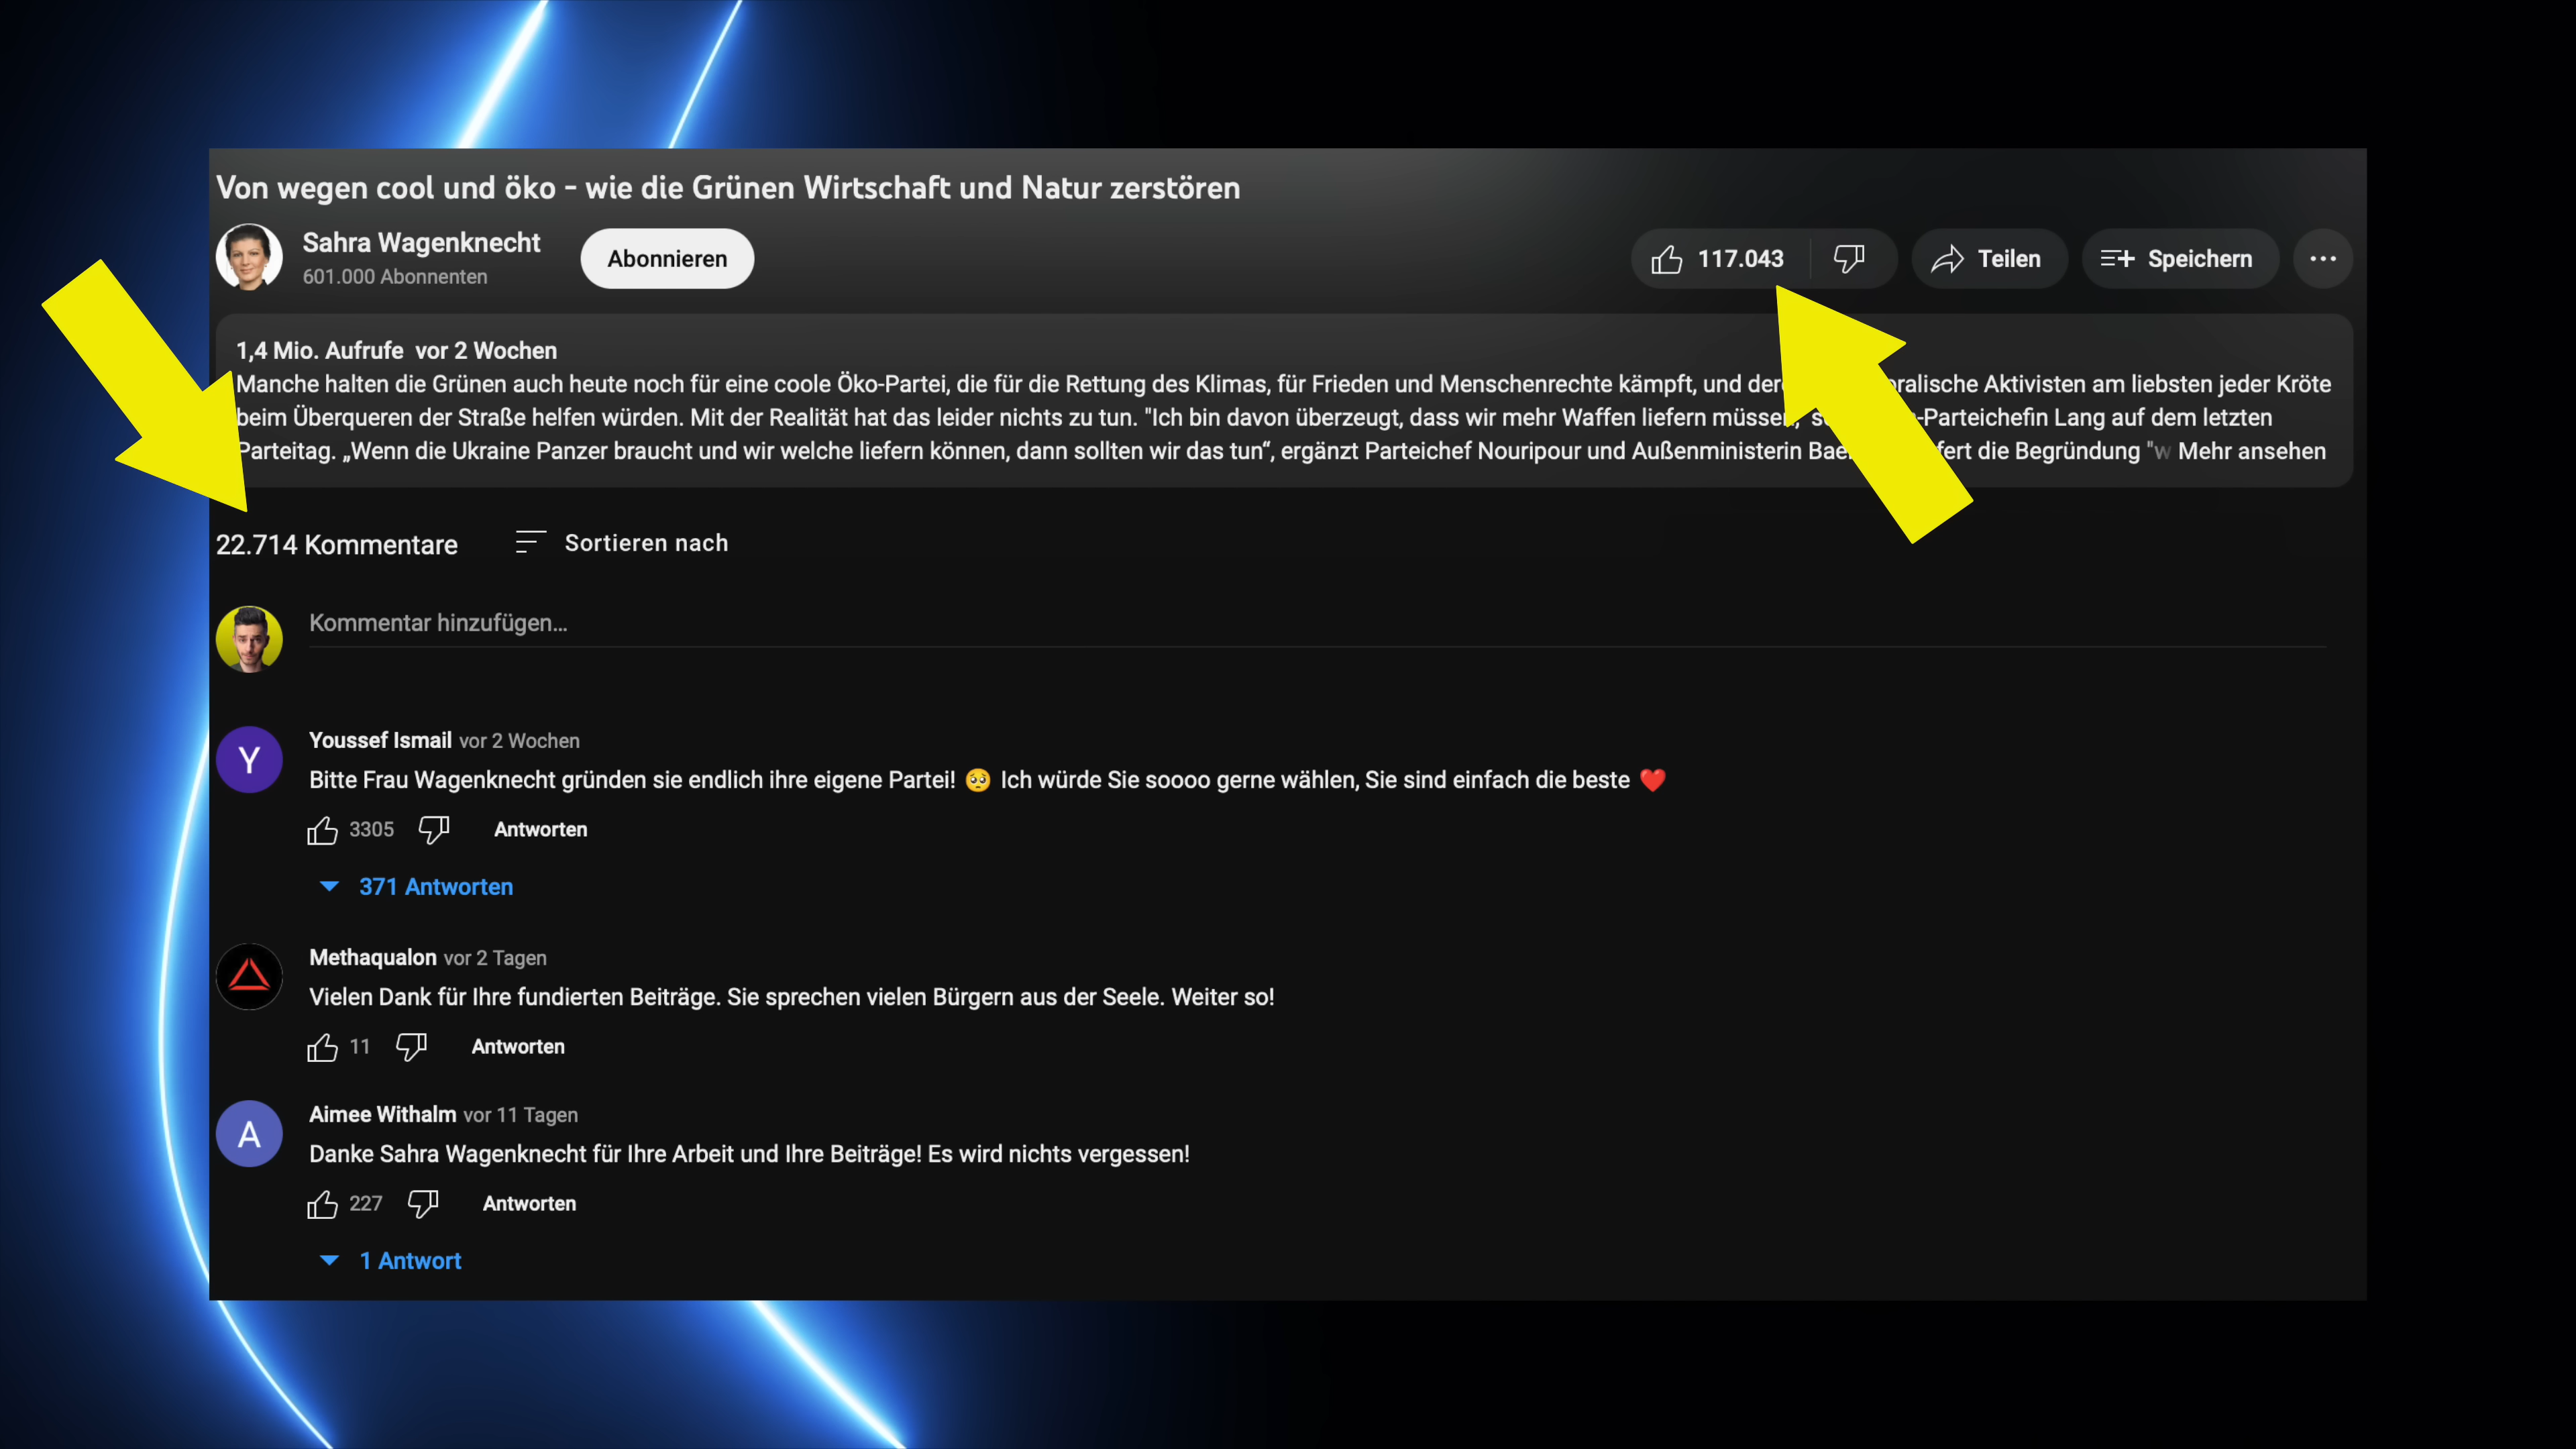 Von wegen cool und öko - wie die Grünen Wirtschaft und Natur zerstören
Sahra Wagenknecht
601.000 Abonnenten
Abonnieren
117.043
Teilen
Speichern
1,4 Mio. Aufrufe vor 2 Wochen
Manche halten die Grünen auch heute noch für eine coole Öko-Partei, die für die Rettung des Klimas, für Frieden und Menschenrechte kämpft, und der ralische Aktivisten am liebsten jeder Kröte
beim Überqueren der Straße helfen würden. Mit der Realität hat das leider nichts zu tun. "Ich bin davon überzeugt, dass wir mehr Waffen liefern müssen, -Parteichefin Lang auf dem letzten
Parteitag. „Wenn die Ukraine Panzer braucht und wir welche liefern können, dann sollten wir das tun“, ergänzt Parteichef Nouripour und Außenministerin Bae fert die Begründung "w Mehr ansehen
22.714 Kommentare
Sortieren nach
Kommentar hinzufügen...
Y
Youssef Ismail vor 2 Wochen
Bitte Frau Wagenknecht gründen sie endlich ihre eigene Partei! 🥺 Ich würde Sie soooo gerne wählen, Sie sind einfach die beste ❤️
3305
Antworten
371 Antworten
Methaqualon vor 2 Tagen
Vielen Dank für Ihre fundierten Beiträge. Sie sprechen vielen Bürgern aus der Seele. Weiter so!
11
Antworten
A
Aimee Withalm vor 11 Tagen
Danke Sahra Wagenknecht für Ihre Arbeit und Ihre Beiträge! Es wird nichts vergessen!
227
Antworten
1 Antwort